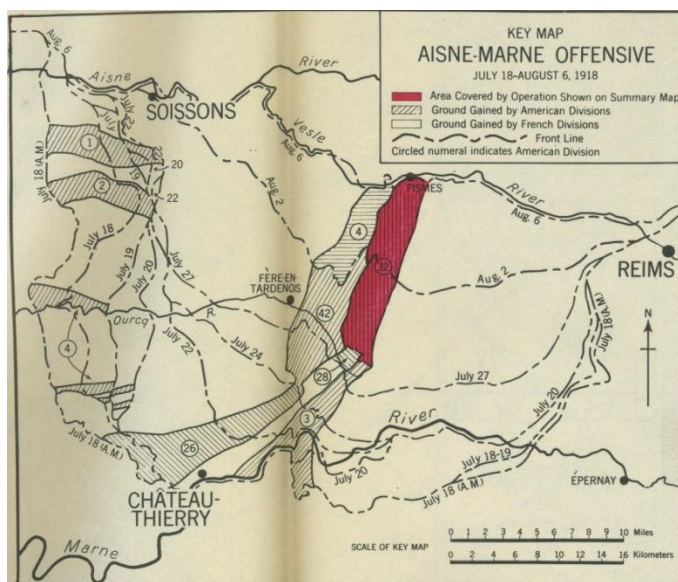 KEY MAP
AISNE-MARNE OFFENSIVE
JULY 18-AUGUST 6, 1918
Area Covered by Operation Shown on Summary Map
Ground Gained by American Divisions
Ground Gained by French Divisions
Front Line
Circled numeral indicates American Division
Aug. 6
Aisne
River
SOISSONS
Vesle
Aug. 6
July
1
19
20
22
July 18 (A.M.)
2
Aug. 2
FISMES
River
Aug. 6
4
32
REIMS
July 18
July 19
July 20
July 27
FÈRE-EN-
TARDENOIS
Aug. 2
N
Ourcq
R.
42
July 18(A.M.)
4
July 22
July 24
28
July 27
July 20
3
River
July 18 (A.M.)
26
July 18-19
July 20
July 18 (A.M.)
ÉPERNAY
CHÂTEAU-
THIERRY
Marne
SCALE OF KEY MAP
0 1 2 3 4 5 6 7 8 9 10 Miles
0 2 4 6 8 10 12 14 16 Kilometers